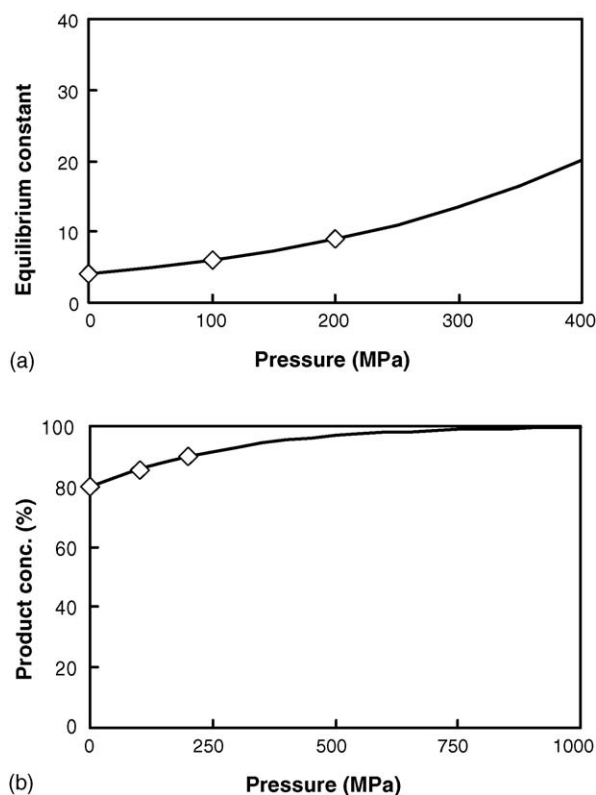 40
30
20
10
0
Equilibrium constant
0 100 200 300 400
Pressure (MPa)
(a)
100
80
60
40
20
0
Product conc. (%)
0 250 500 750 1000
Pressure (MPa)
(b)